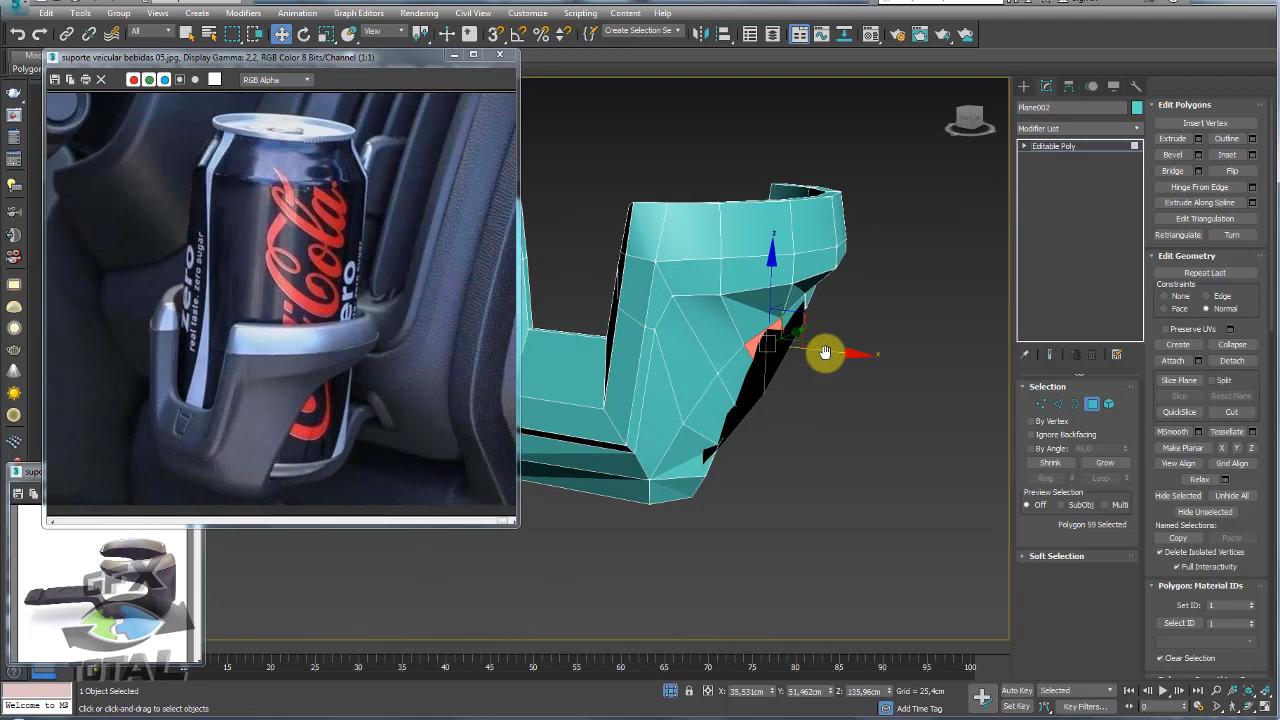 Edit Tools Group Views Create Modifiers Animation Graph Editors Rendering Civil View Customize Scripting Content Help
All View Create Selection Se
suporte veicular bebidas 05.jpg, Display Gamma: 2,2, RGB Color 8 Bits/Channel (1:1)
RGB Alpha
Coca-Cola
zero
real taste. zero sugar
zero
GFX
TOTAL
z
x
Plane002
Modifier List
Editable Poly
Selection
By Vertex
Ignore Backfacing
By Angle: 45,0
Shrink Grow
Ring Loop
Preview Selection
Off SubObj Multi
Polygon 59 Selected
Soft Selection
Edit Polygons
Insert Vertex
Extrude Outline
Bevel Inset
Bridge Flip
Hinge From Edge
Extrude Along Spline
Edit Triangulation
Retriangulate Turn
Edit Geometry
Repeat Last
Constraints
None Edge
Face Normal
Preserve UVs
Create Collapse
Attach Detach
Slice Plane Split
Slice Reset Plane
QuickSlice Cut
MSmooth Tessellate
Make Planar X Y Z
View Align Grid Align
Relax
Hide Selected Unhide All
Hide Unselected
Named Selections:
Copy Paste
Delete Isolated Vertices
Full Interactivity
Polygon: Material IDs
Set ID: 1
Select ID 1
Clear Selection
15 20 25 30 35 40 45 50 55 60 65 70 75 80 85 90 95 100
1 Object Selected
X: 35,531cm Y: 51,462cm Z: 135,96cm Grid = 25,4cm
Auto Key Selected
Welcome to M
Click or click-and-drag to select objects
Add Time Tag
Set Key Key Filters...
0